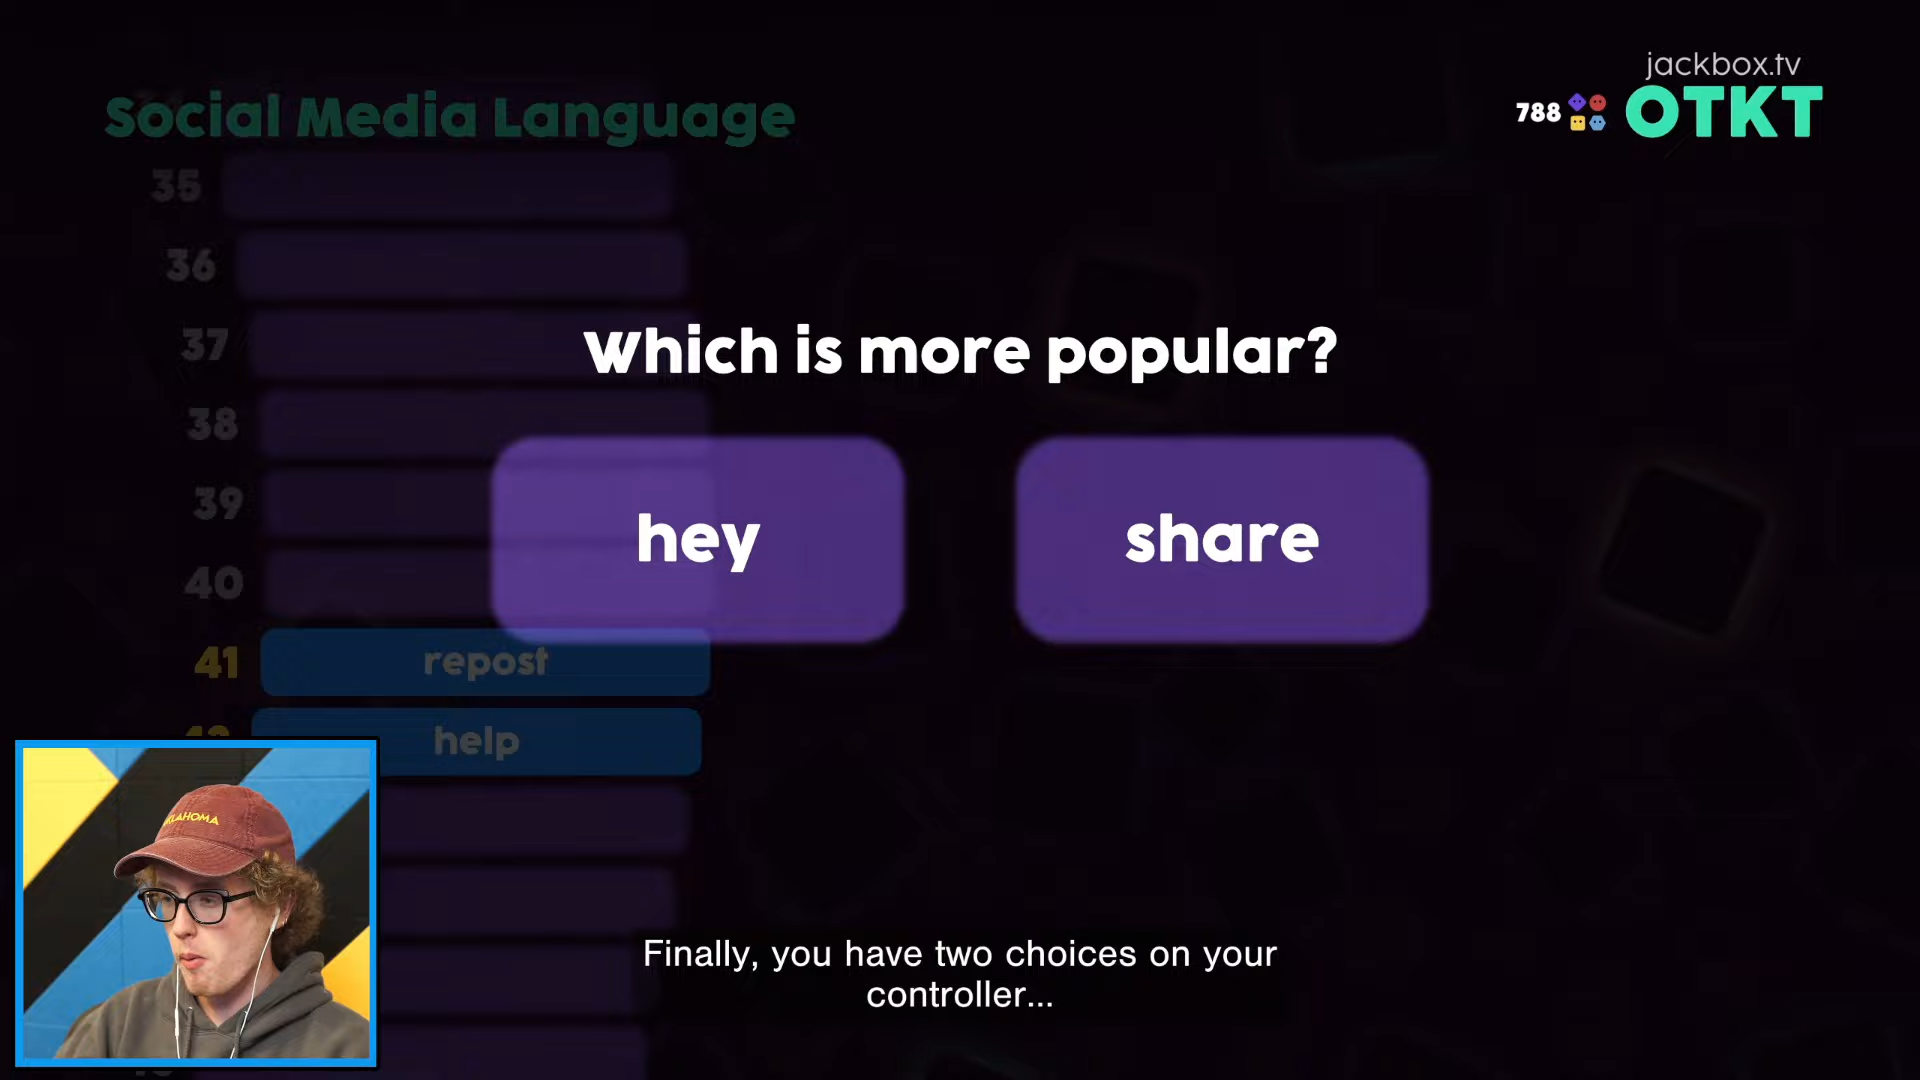 jackbox.tv
Social Media Language
788
OTKT
35
36
37
Which is more popular?
38
39
hey
share
40
41
repost
help
Finally, you have two choices on your
controller...